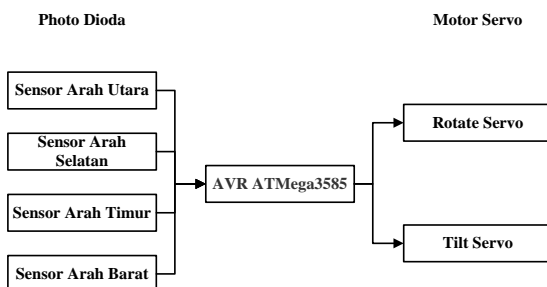 Photo Dioda
Motor Servo
Sensor Arah Utara
Sensor Arah
Selatan
Sensor Arah Timur
Sensor Arah Barat
AVR ATMega3585
Rotate Servo
Tilt Servo